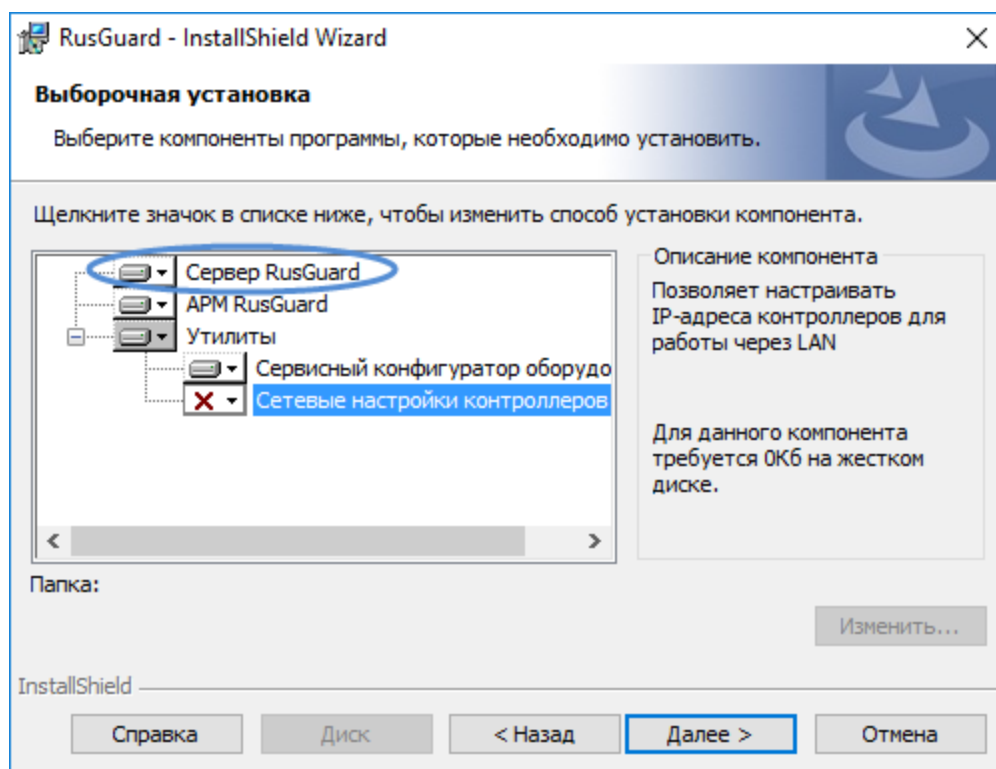 RusGuard - InstallShield Wizard
Выборочная установка
Выберите компоненты программы, которые необходимо установить.
Щелкните значок в списке ниже, чтобы изменить способ установки компонента.
Сервер RusGuard
АРМ RusGuard
Утилиты
Сервисный конфигуратор оборудо
Сетевые настройки контроллеров
Описание компонента
Позволяет настраивать
IP-адреса контроллеров для
работы через LAN
Для данного компонента
требуется 0Кб на жестком
диске.
Папка:
Изменить...
InstallShield
Справка
Диск
< Назад
Далее >
Отмена